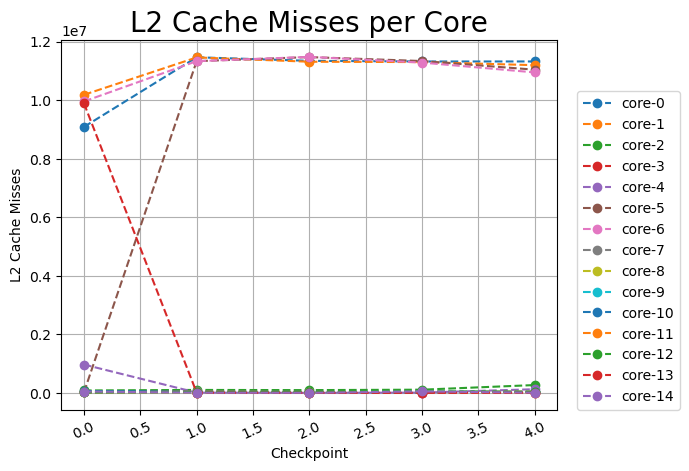 L2 Cache Misses per Core
1e7
1.2
1.0
0.8
0.6
0.4
0.2
0.0
L2 Cache Misses
0.0 0.5 1.0 1.5 2.0 2.5 3.0 3.5 4.0
Checkpoint
core-0
core-1
core-2
core-3
core-4
core-5
core-6
core-7
core-8
core-9
core-10
core-11
core-12
core-13
core-14